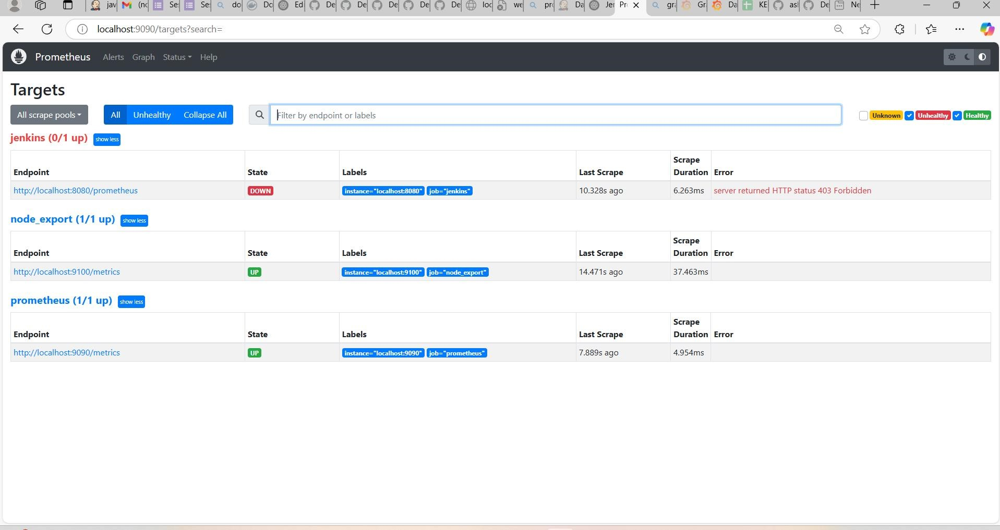 jav
(no
Se
Se
do
Do
Ed
De
De
De
De
De
loc
we
pr
Da
Je
Pr
gra
Gr
Da
KE
asl
De
Ne
localhost:9090/targets?search=
Prometheus Alerts Graph Status Help
Targets
All scrape pools All Unhealthy Collapse All Filter by endpoint or labels Unknown Unhealthy Healthy
jenkins (0/1 up) show less
Endpoint State Labels Last Scrape Scrape Duration Error
http://localhost:8080/prometheus DOWN instance="localhost:8080" job="jenkins" 10.328s ago 6.263ms server returned HTTP status 403 Forbidden
node_export (1/1 up) show less
Endpoint State Labels Last Scrape Scrape Duration Error
http://localhost:9100/metrics UP instance="localhost:9100" job="node_export" 14.471s ago 37.463ms
prometheus (1/1 up) show less
Endpoint State Labels Last Scrape Scrape Duration Error
http://localhost:9090/metrics UP instance="localhost:9090" job="prometheus" 7.889s ago 4.954ms